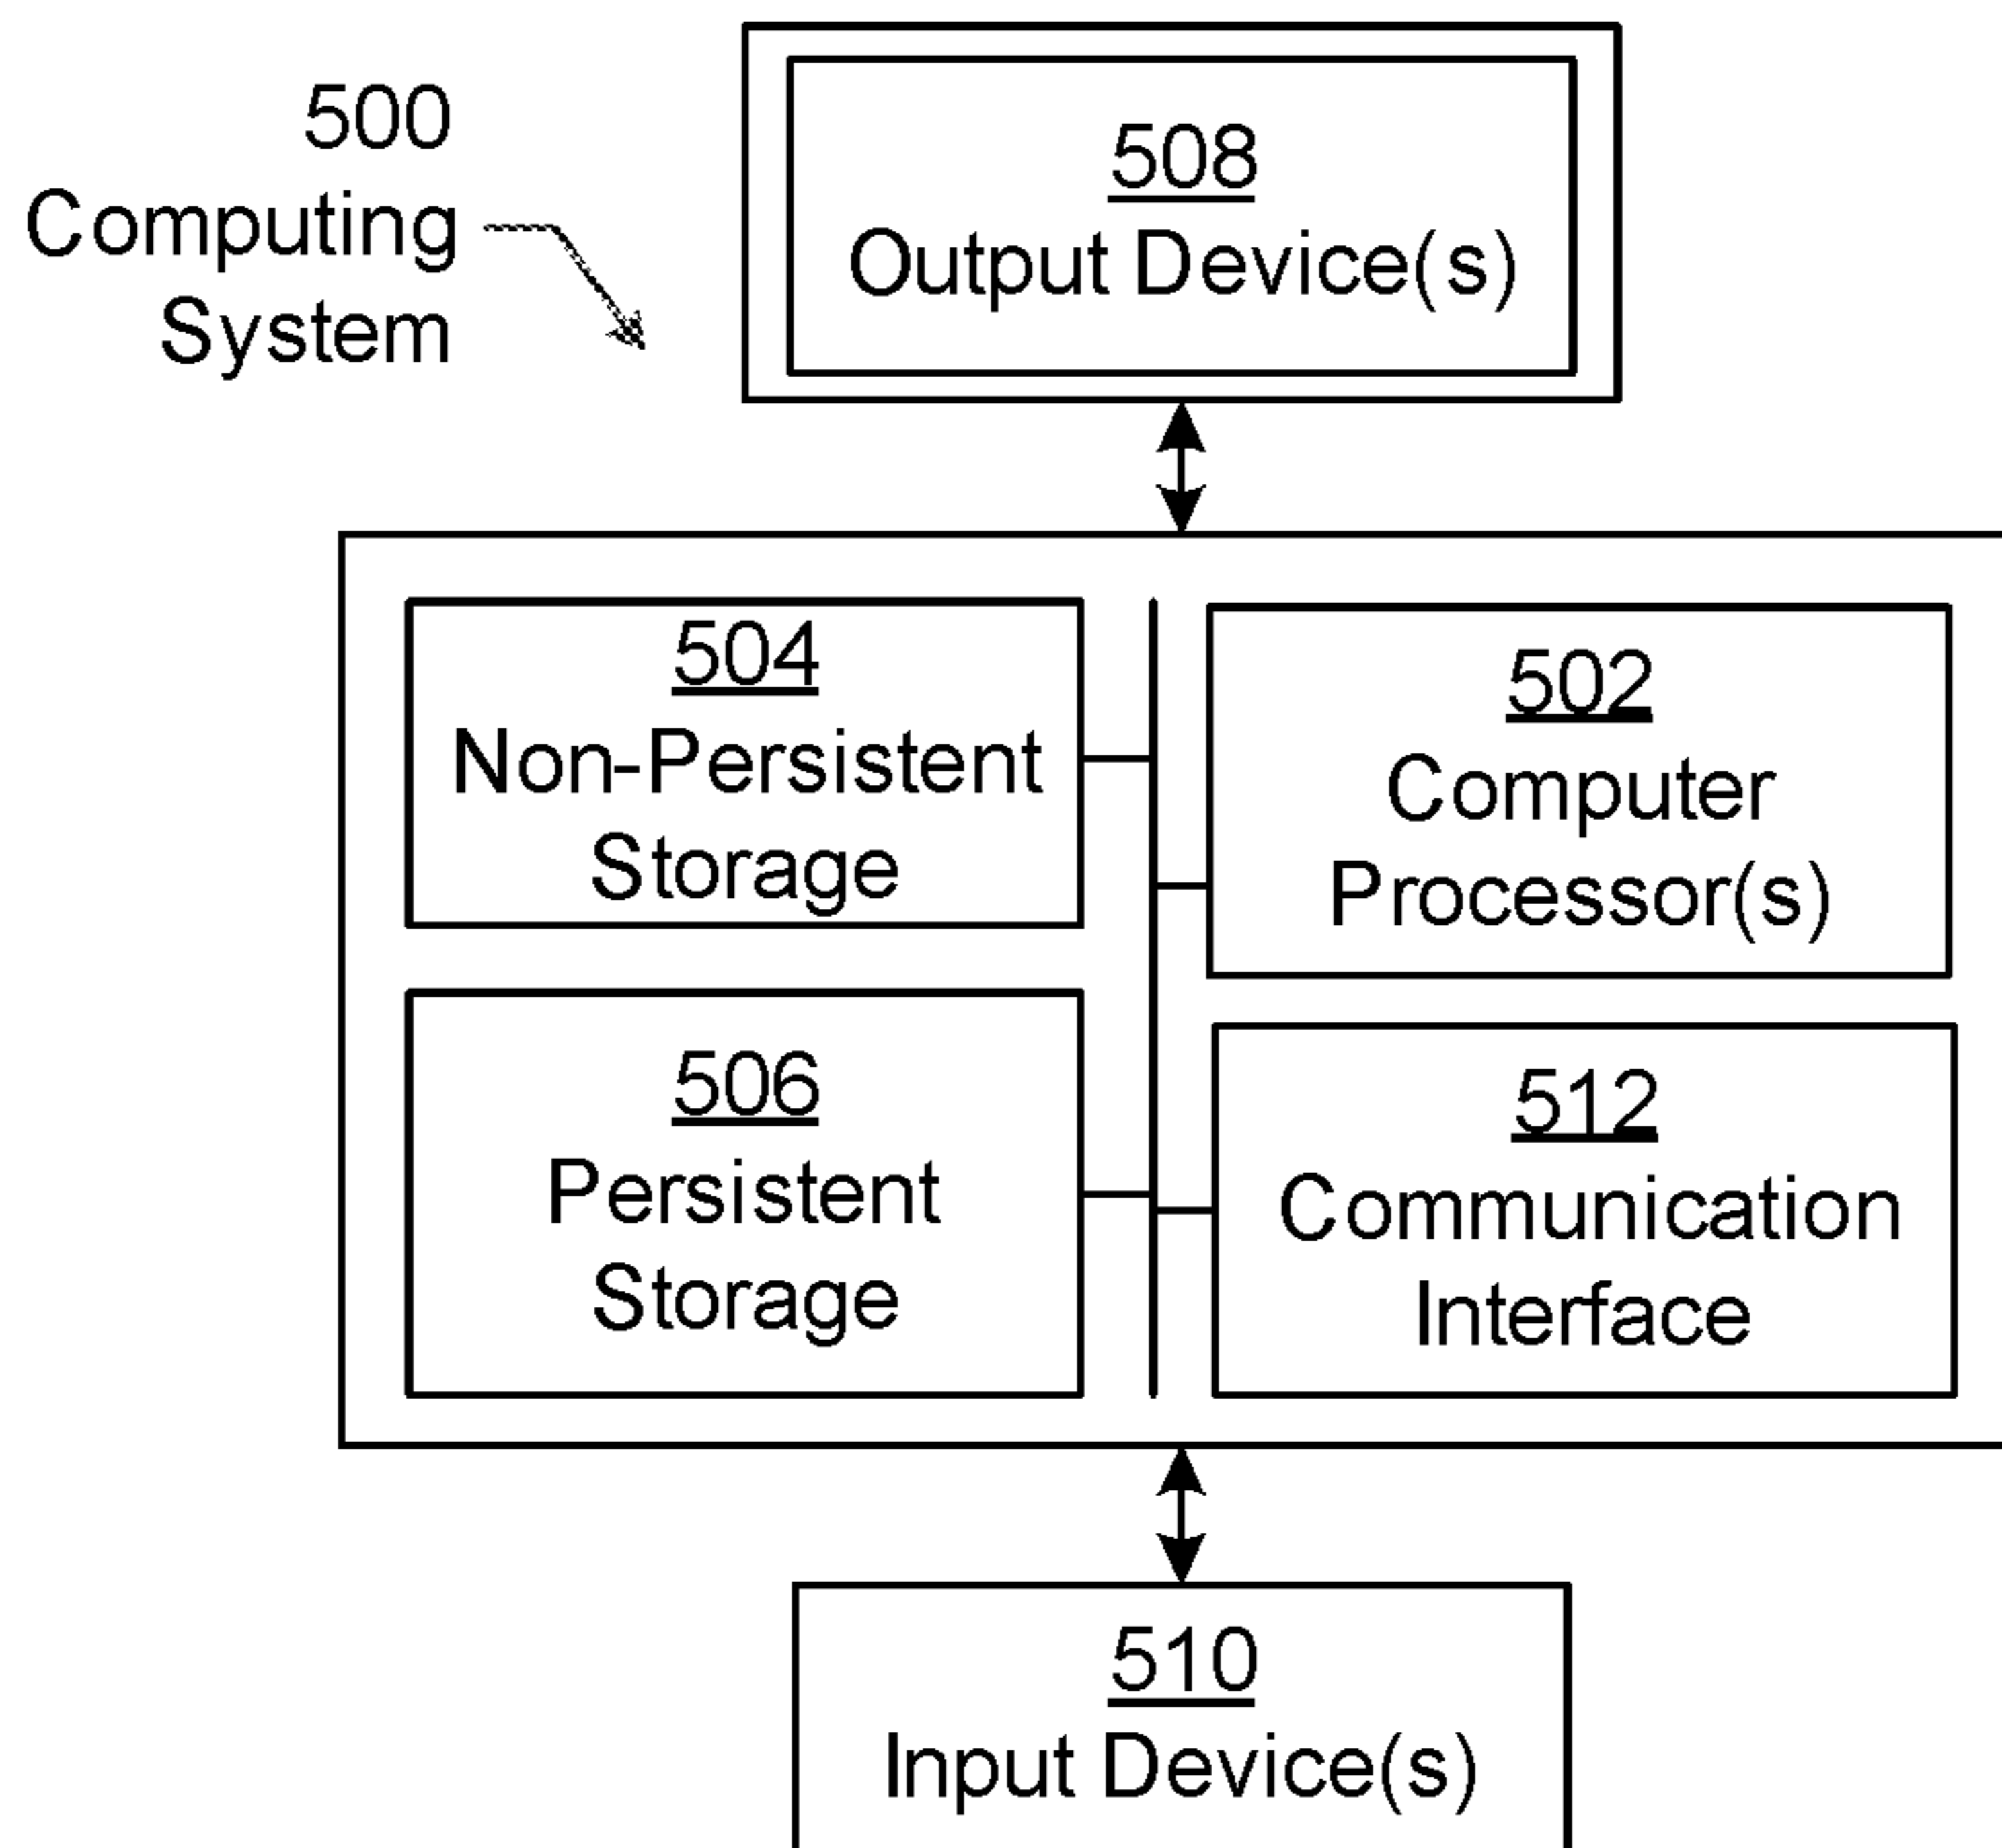 500
Computing
System
508
Output Device(s)
504
Non-Persistent
Storage
502
Computer
Processor(s)
506
Persistent
Storage
512
Communication
Interface
510
Input Device(s)